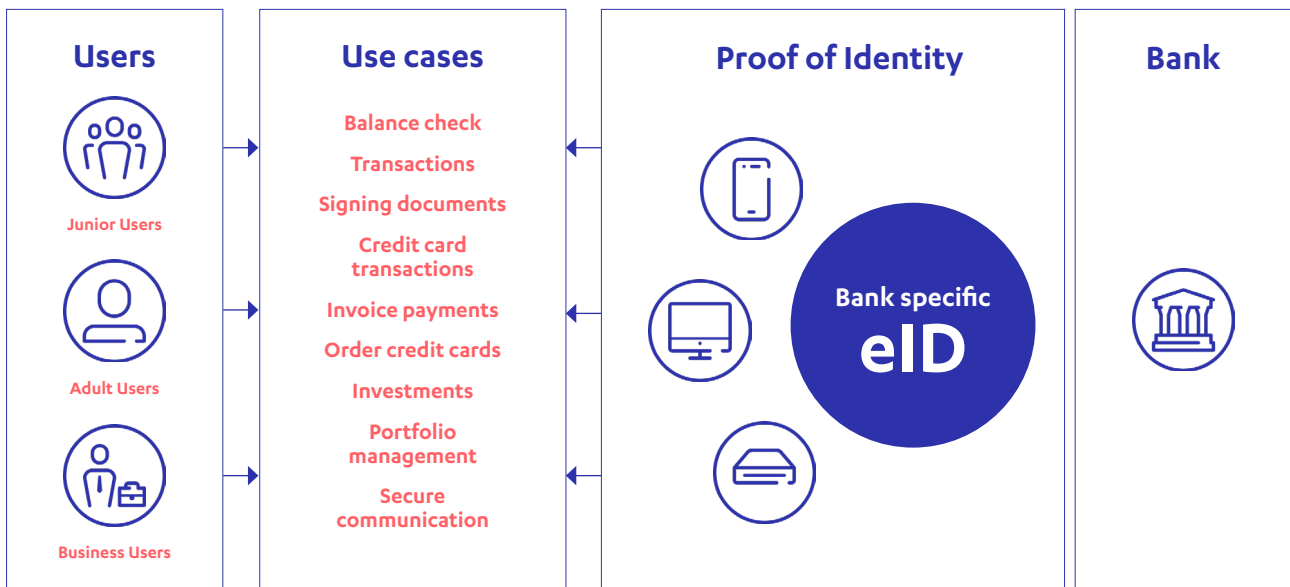 Users
Junior Users
Adult Users
Business Users
Use cases
Balance check
Transactions
Signing documents
Credit card
transactions
Invoice payments
Order credit cards
Investments
Portfolio
management
Secure
communication
Proof of Identity
Bank specific
eID
Bank